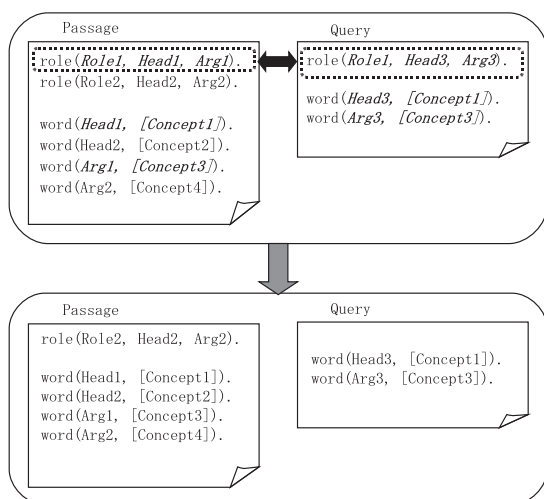 Passage
role(Role1, Head1, Arg1).
role(Role2, Head2, Arg2).
word(Head1, [Concept1]).
word(Head2, [Concept2]).
word(Arg1, [Concept3]).
word(Arg2, [Concept4]).
Query
role(Role1, Head3, Arg3).
word(Head3, [Concept1]).
word(Arg3, [Concept3]).
Passage
role(Role2, Head2, Arg2).
word(Head1, [Concept1]).
word(Head2, [Concept2]).
word(Arg1, [Concept3]).
word(Arg2, [Concept4]).
Query
word(Head3, [Concept1]).
word(Arg3, [Concept3]).